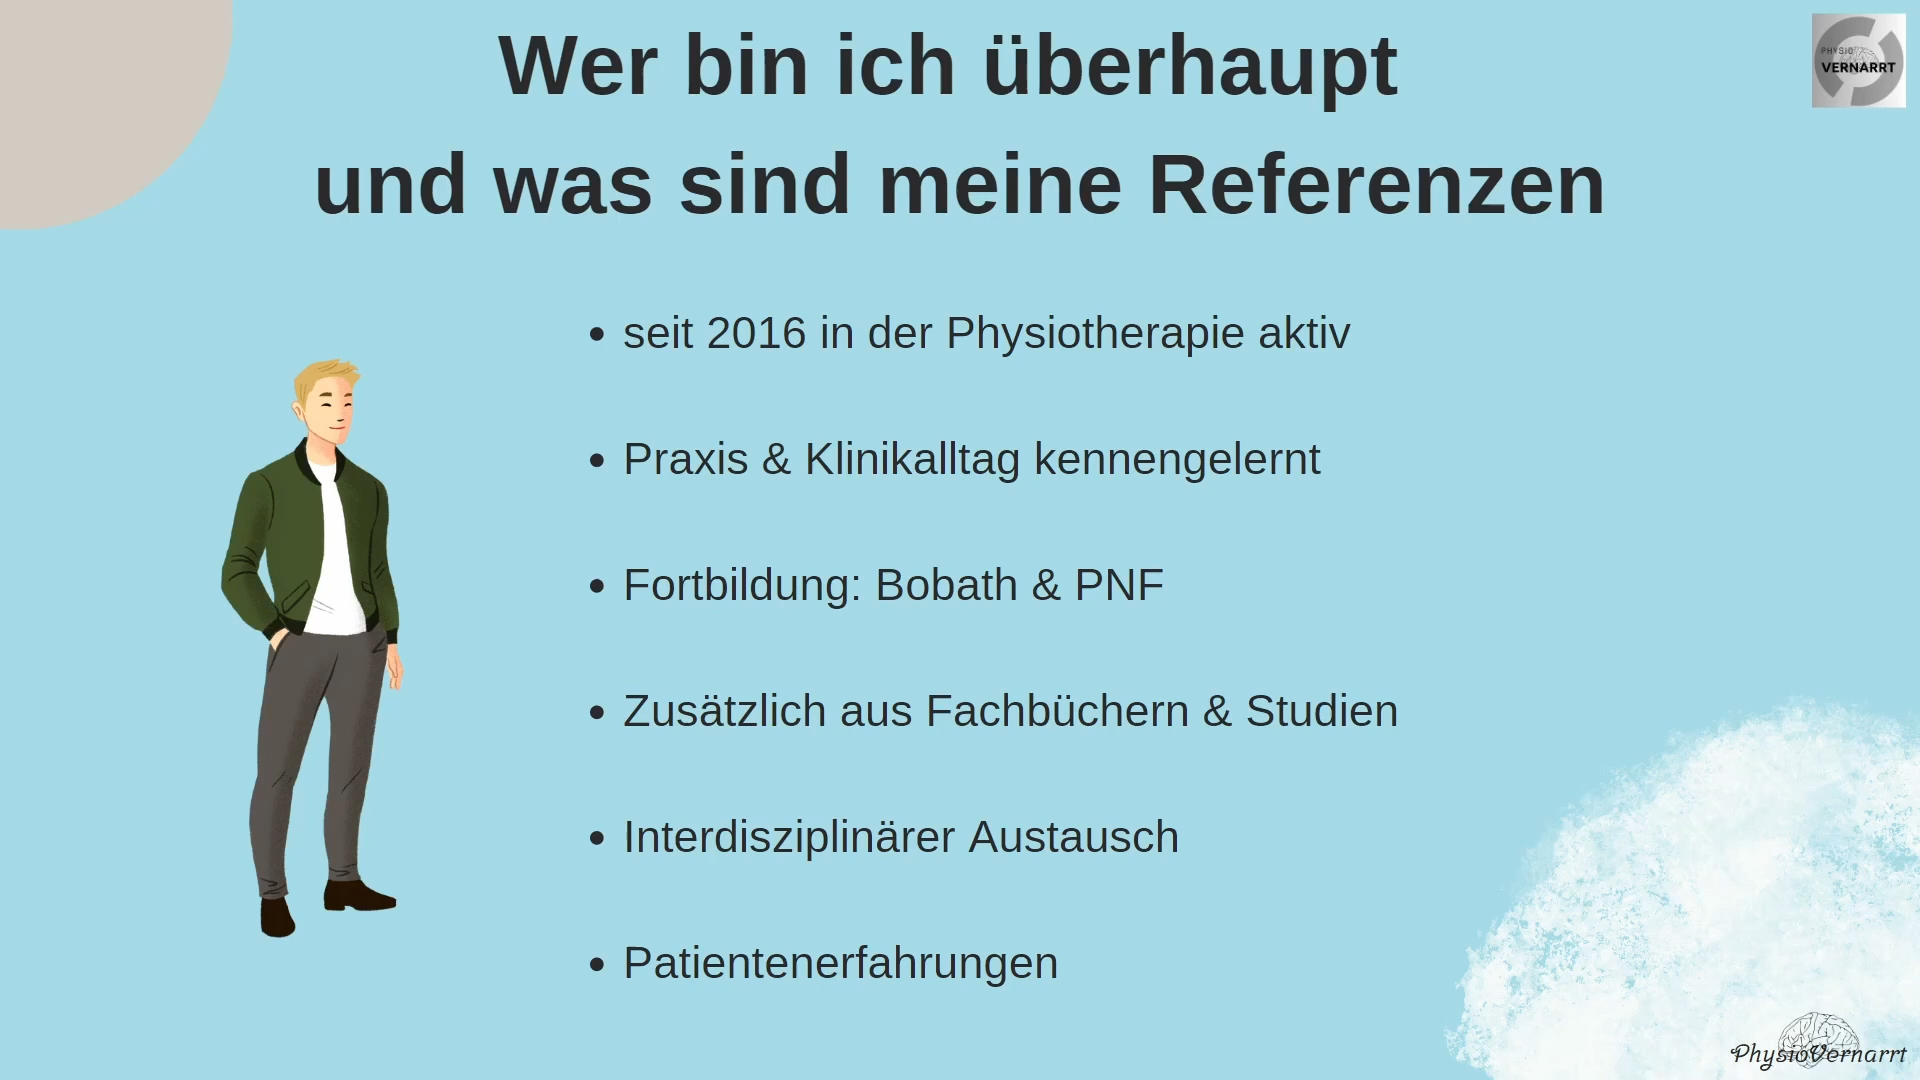 Wer bin ich überhaupt
und was sind meine Referenzen
PHYSIO
VERNARRT
• seit 2016 in der Physiotherapie aktiv
• Praxis & Klinikalltag kennengelernt
• Fortbildung: Bobath & PNF
• Zusätzlich aus Fachbüchern & Studien
• Interdisziplinärer Austausch
• Patientenerfahrungen
PhysioVernarrt